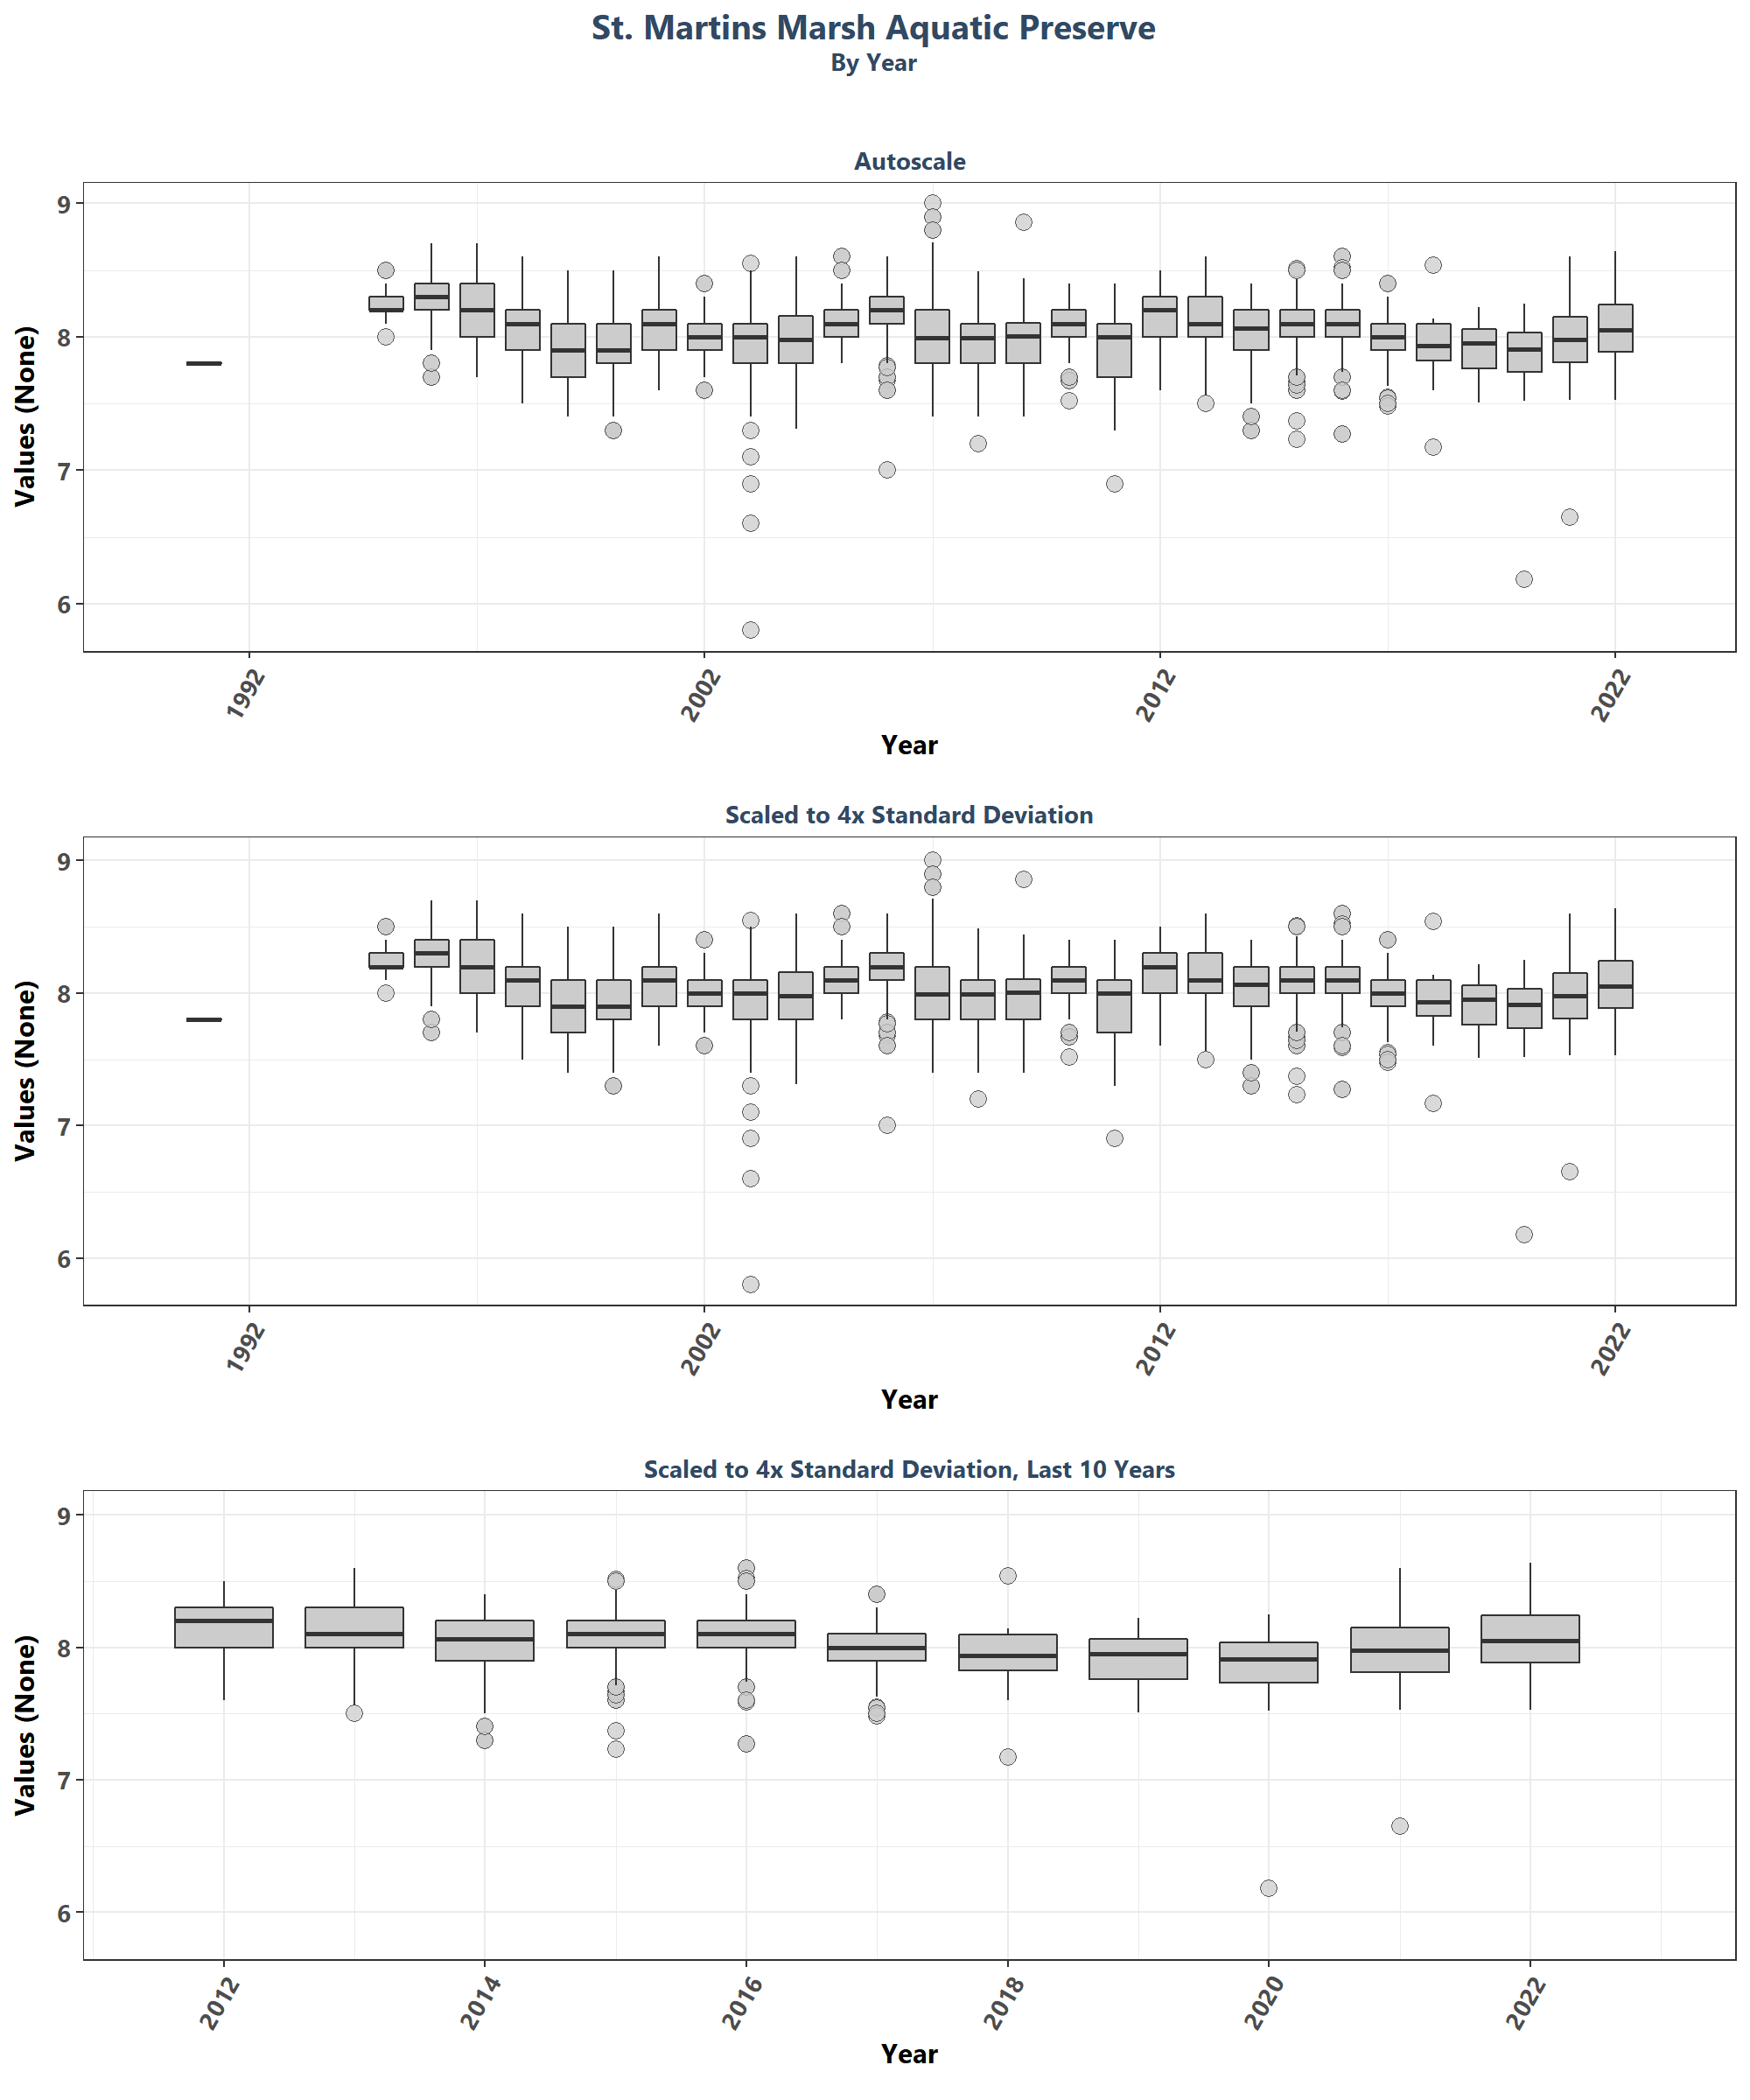 St. Martins Marsh Aquatic Preserve
By Year
Autoscale
Values (None)
9
8
7
6
1992
2002
2012
2022
Year
Scaled to 4x Standard Deviation
Values (None)
9
8
7
6
1992
2002
2012
2022
Year
Scaled to 4x Standard Deviation, Last 10 Years
Values (None)
9
8
7
6
2012
2014
2016
2018
2020
2022
Year